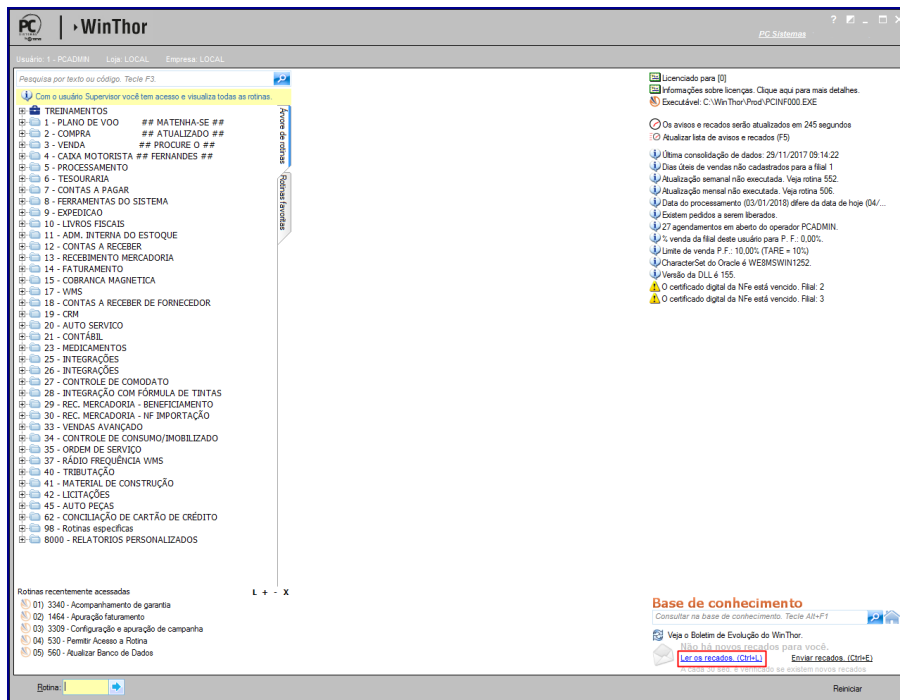 PC
WinThor
PC Sistemas
Usuário: 1 - PCADMIN Loja: LOCAL Empresa: LOCAL
Pesquisa por texto ou código. Tecle F3.
Com o usuário Supervisor você tem acesso e visualiza todas as rotinas.
TREINAMENTOS
1 - PLANO DE VOO ## MATENHA-SE ##
2 - COMPRA ## ATUALIZADO ##
3 - VENDA ## PROCURE O ##
4 - CAIXA MOTORISTA ## FERNANDES ##
5 - PROCESSAMENTO
6 - TESOURARIA
7 - CONTAS A PAGAR
8 - FERRAMENTAS DO SISTEMA
9 - EXPEDICAO
10 - LIVROS FISCAIS
11 - ADM. INTERNA DO ESTOQUE
12 - CONTAS A RECEBER
13 - RECEBIMENTO MERCADORIA
14 - FATURAMENTO
15 - COBRANCA MAGNETICA
17 - WMS
18 - CONTAS A RECEBER DE FORNECEDOR
19 - CRM
20 - AUTO SERVICO
21 - CONTÁBIL
23 - MEDICAMENTOS
25 - INTEGRAÇÕES
26 - INTEGRAÇÕES
27 - CONTROLE DE COMODATO
28 - INTEGRAÇÃO COM FÓRMULA DE TINTAS
29 - REC. MERCADORIA - BENEFICIAMENTO
30 - REC. MERCADORIA - NF IMPORTAÇÃO
33 - VENDAS AVANÇADO
34 - CONTROLE DE CONSUMO/IMOBILIZADO
35 - ORDEM DE SERVIÇO
37 - RÁDIO FREQUÊNCIA WMS
40 - TRIBUTAÇÃO
41 - MATERIAL DE CONSTRUÇÃO
42 - LICITAÇÕES
45 - AUTO PEÇAS
62 - CONCILIAÇÃO DE CARTÃO DE CRÉDITO
98 - Rotinas especificas
8000 - RELATORIOS PERSONALIZADOS
Árvore de rotinas
Rotinas favoritas
Rotinas recentemente acessadas L + - X
01) 3340 - Acompanhamento de garantia
02) 1464 - Apuração faturamento
03) 3309 - Configuração e apuração de campanha
04) 530 - Permitir Acesso a Rotina
05) 560 - Atualizar Banco de Dados
Licenciado para [0]
Informações sobre licenças. Clique aqui para mais detalhes.
Executável: C:\WinThor\Prod\PCINF000.EXE
Os avisos e recados serão atualizados em 245 segundos
Atualizar lista de avisos e recados (F5)
Última consolidação de dados: 29/11/2017 09:14:22
Dias úteis de vendas não cadastrados para a filial 1
Atualização semanal não executada. Veja rotina 552.
Atualização mensal não executada. Veja rotina 506.
Data do processamento (03/01/2018) difere da data de hoje (04/...
Existem pedidos a serem liberados.
27 agendamentos em aberto do operador PCADMIN.
% venda da filial deste usuário para P. F.: 0,00%.
Limite de venda P.F.: 10,00% (TARE = 10%)
CharacterSet do Oracle é WE8MSWIN1252.
Versão da DLL é 155.
O certificado digital da NFe está vencido. Filial: 2
O certificado digital da NFe está vencido. Filial: 3
Base de conhecimento
Consultar na base de conhecimento. Tecle Alt+F1
Veja o Boletim de Evolução do WinThor.
Não há novos recados para você.
Ler os recados. (Ctrl+L) Enviar recados. (Ctrl+E)
A cada 30 seg. é verificado se existem novos recados
Rotina:
Reiniciar